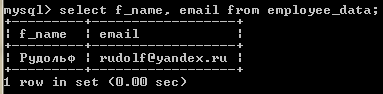 mysql> select f_name, email from employee_data;
+---------+------------------+
| f_name  | email            |
+---------+------------------+
| Рудольф | rudolf@yandex.ru |
+---------+------------------+
1 row in set (0.00 sec)